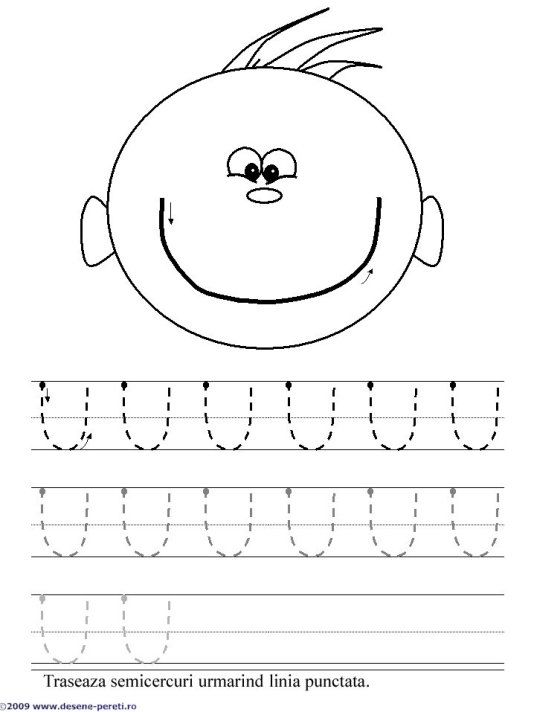 Traseaza semicercuri urmarind linia punctata.
©2009 www.desene-pereti.ro